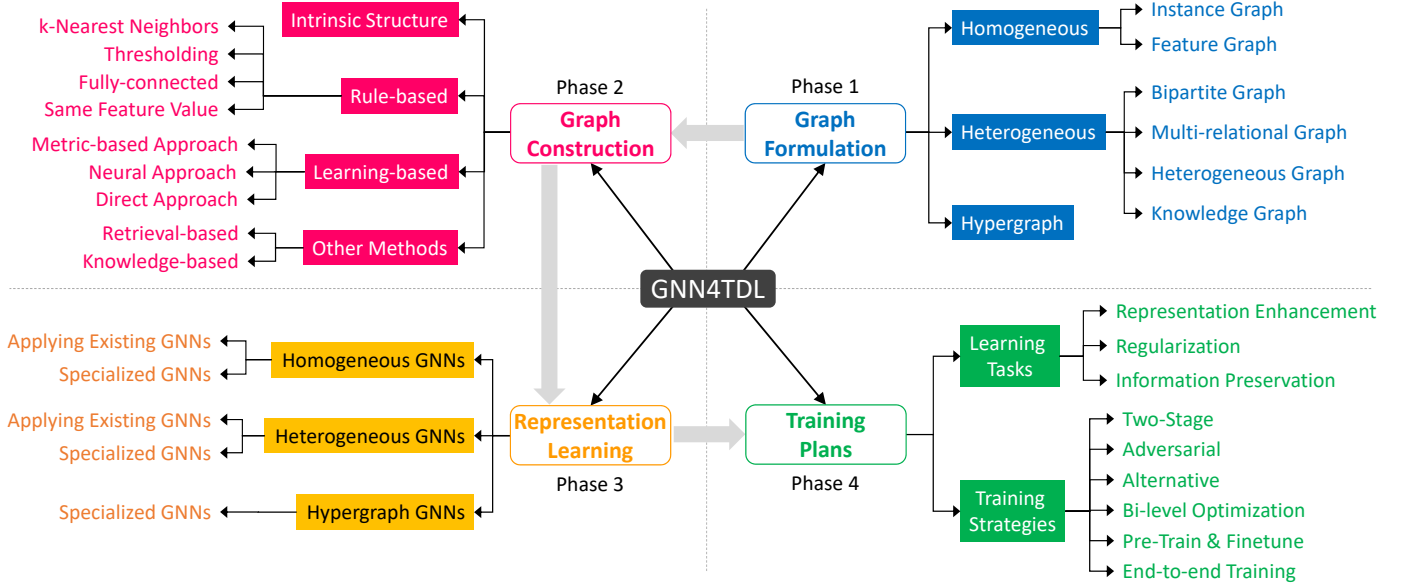 Phase 1
Graph
Formulation
Homogeneous
Instance Graph
Feature Graph
Heterogeneous
Bipartite Graph
Multi-relational Graph
Heterogeneous Graph
Knowledge Graph
Hypergraph
Phase 2
Graph
Construction
Intrinsic Structure
Rule-based
k-Nearest Neighbors
Thresholding
Fully-connected
Same Feature Value
Learning-based
Metric-based Approach
Neural Approach
Direct Approach
Other Methods
Retrieval-based
Knowledge-based
GNN4TDL
Representation
Learning
Phase 3
Homogeneous GNNs
Applying Existing GNNs
Specialized GNNs
Heterogeneous GNNs
Applying Existing GNNs
Specialized GNNs
Hypergraph GNNs
Specialized GNNs
Training
Plans
Phase 4
Learning
Tasks
Representation Enhancement
Regularization
Information Preservation
Training
Strategies
Two-Stage
Adversarial
Alternative
Bi-level Optimization
Pre-Train & Finetune
End-to-end Training